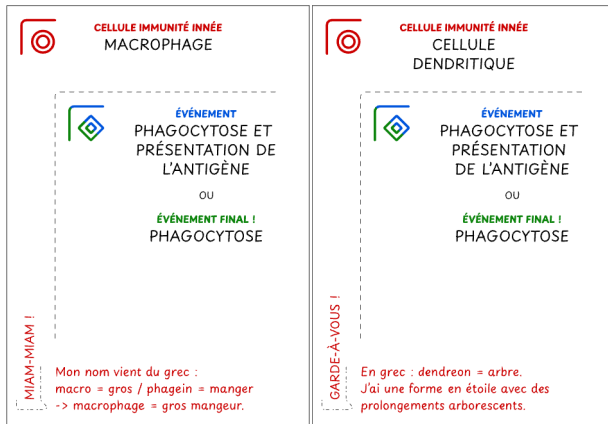 CELLULE IMMUNITÉ INNÉE
MACROPHAGE
ÉVÉNEMENT
PHAGOCYTOSE ET
PRÉSENTATION DE
L'ANTIGÈNE
OU
ÉVÉNEMENT FINAL !
PHAGOCYTOSE
MIAM-MIAM !
Mon nom vient du grec :
macro = gros / phagein = manger
-> macrophage = gros mangeur.
CELLULE IMMUNITÉ INNÉE
CELLULE
DENDRITIQUE
ÉVÉNEMENT
PHAGOCYTOSE ET
PRÉSENTATION
DE L'ANTIGÈNE
OU
ÉVÉNEMENT FINAL !
PHAGOCYTOSE
GARDE-À-VOUS !
En grec : dendreon = arbre.
J'ai une forme en étoile avec des
prolongements arborescents.